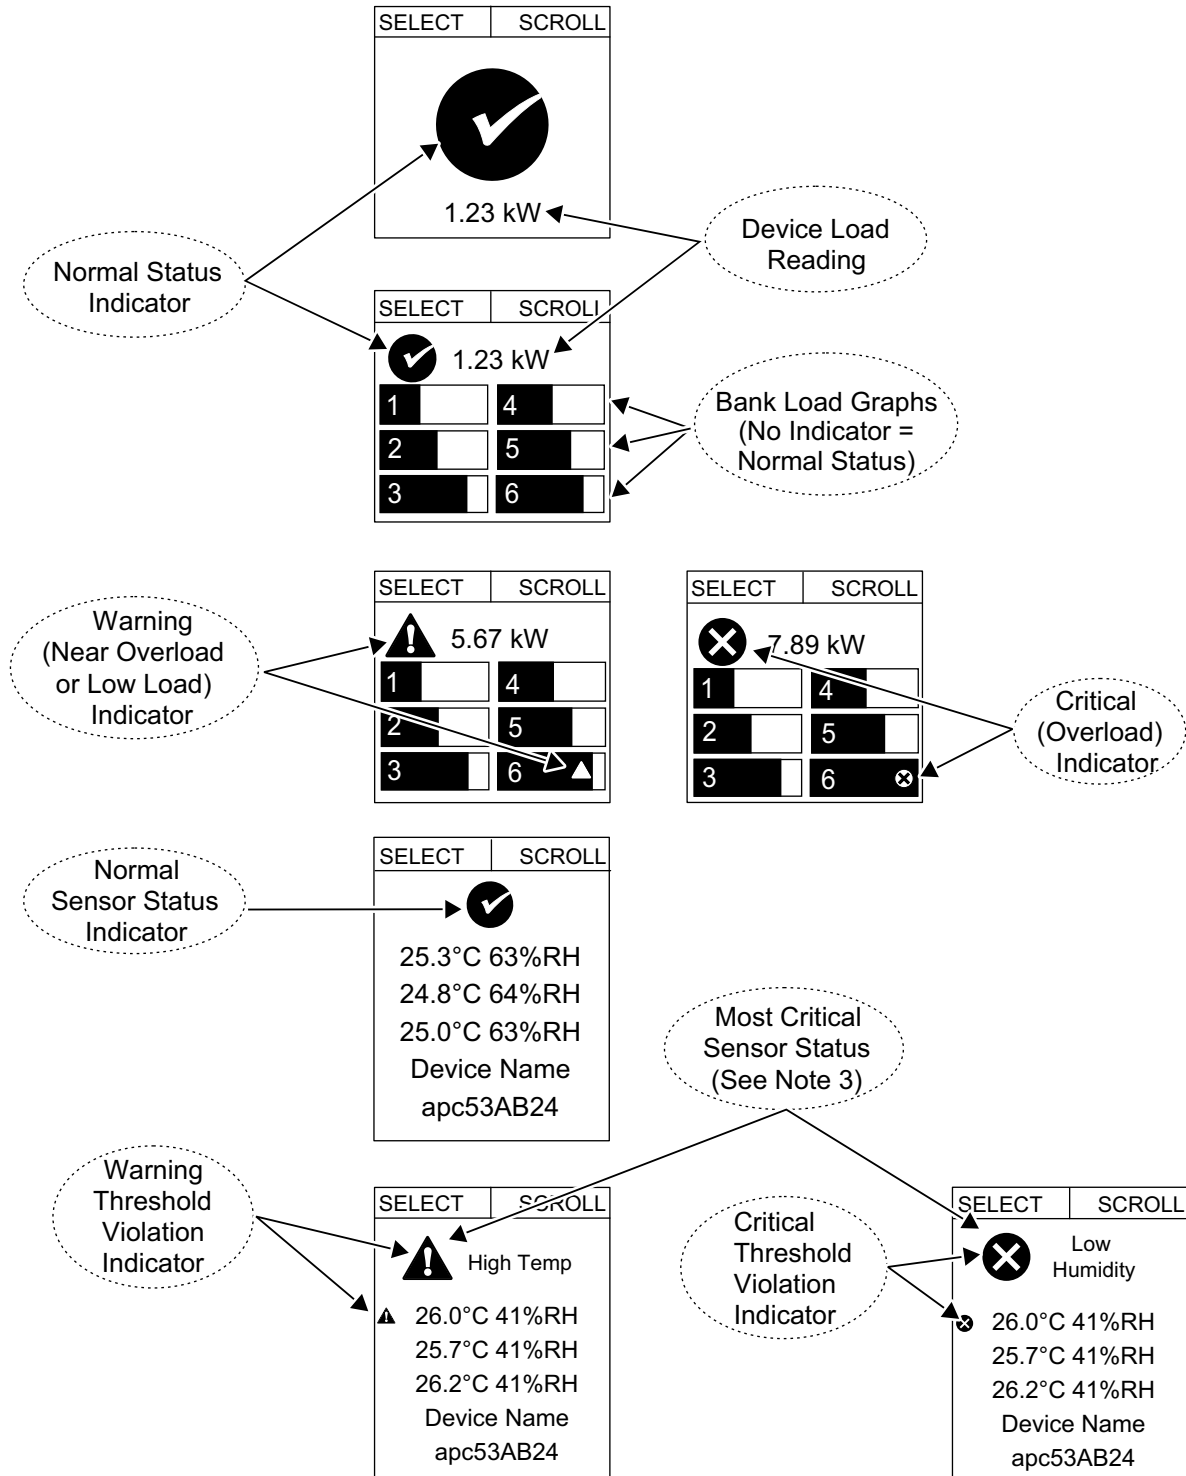 SELECT SCROLL
1.23 kW
Normal Status
Indicator
Device Load
Reading
SELECT SCROLL
1.23 kW
1 4
2 5
3 6
Bank Load Graphs
(No Indicator =
Normal Status)
Warning
(Near Overload
or Low Load)
Indicator
SELECT SCROLL
5.67 kW
1 4
2 5
3 6
SELECT SCROLL
7.89 kW
1 4
2 5
3 6
Critical
(Overload)
Indicator
Normal
Sensor Status
Indicator
SELECT SCROLL
25.3°C 63%RH
24.8°C 64%RH
25.0°C 63%RH
Device Name
apc53AB24
Most Critical
Sensor Status
(See Note 3)
Warning
Threshold
Violation
Indicator
SELECT SCROLL
High Temp
26.0°C 41%RH
25.7°C 41%RH
26.2°C 41%RH
Device Name
apc53AB24
Critical
Threshold
Violation
Indicator
SELECT SCROLL
Low
Humidity
26.0°C 41%RH
25.7°C 41%RH
26.2°C 41%RH
Device Name
apc53AB24